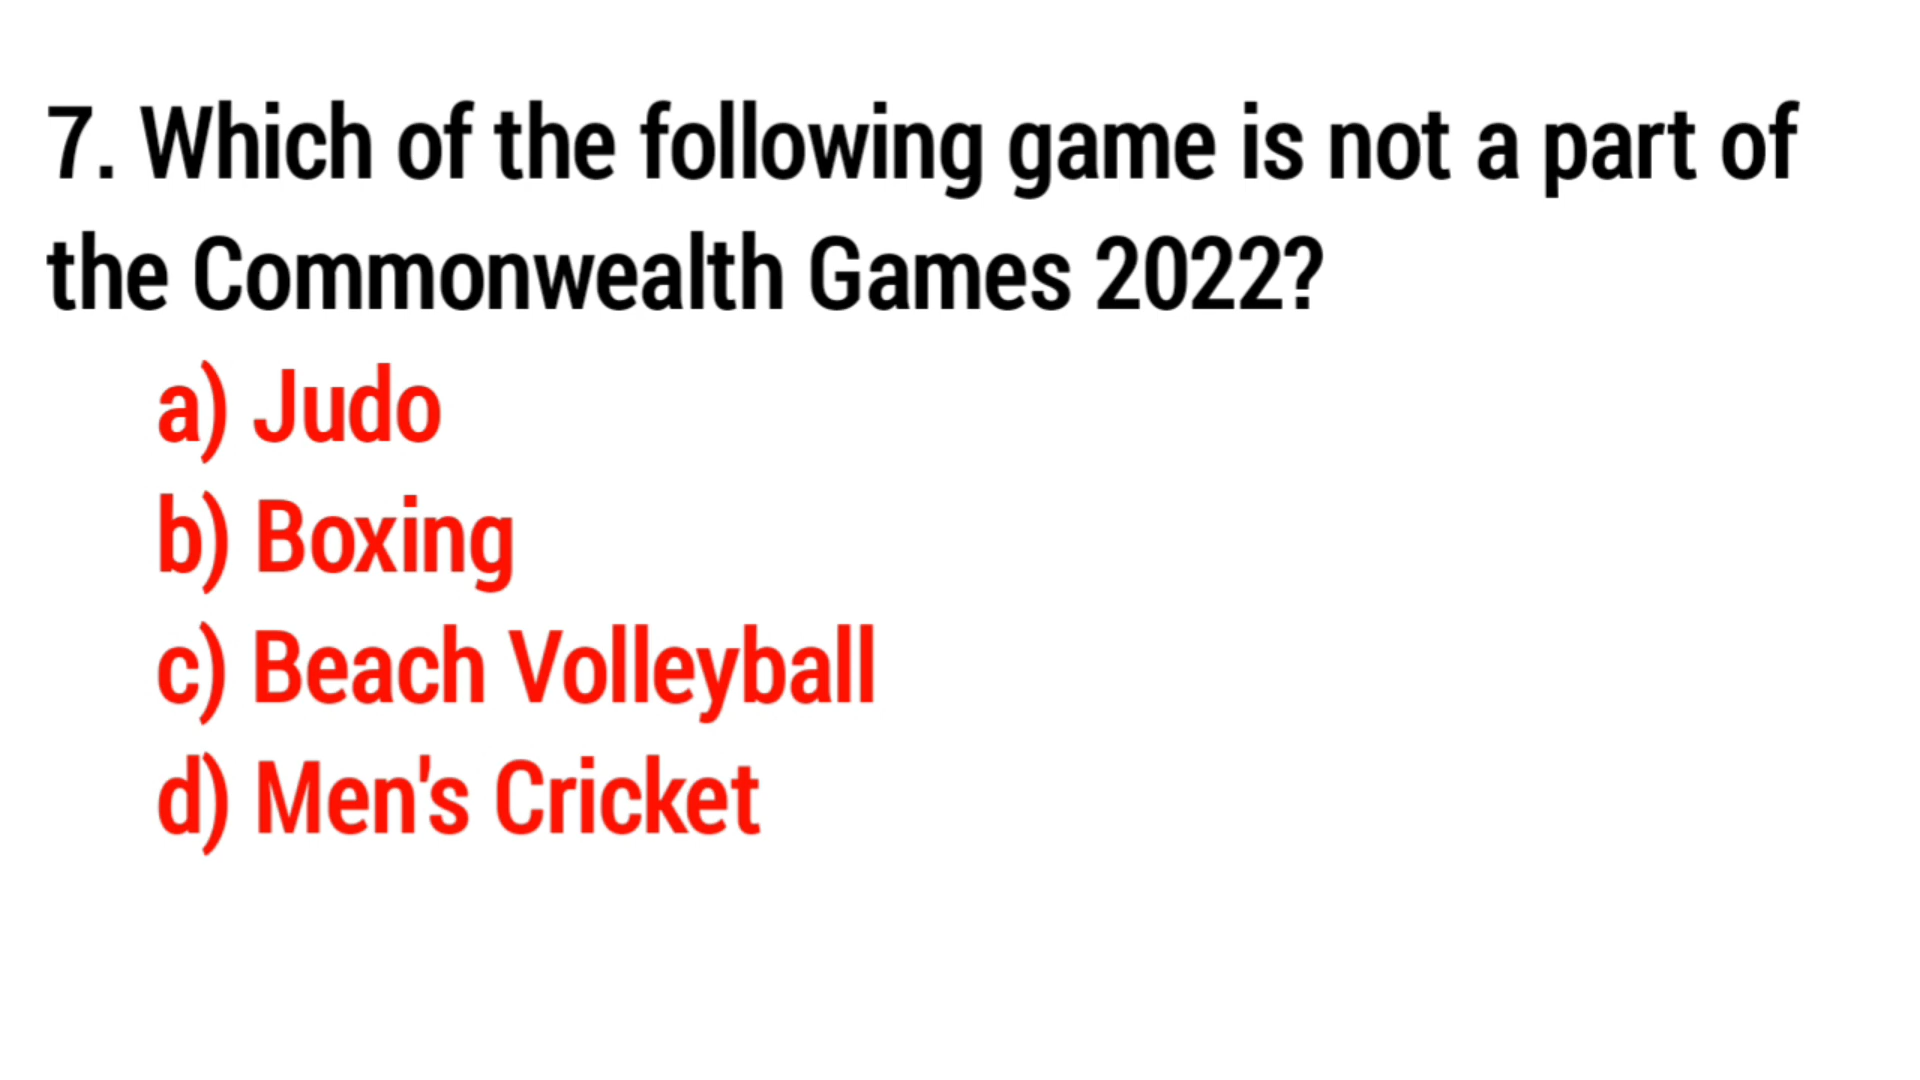 7. Which of the following game is not a part of
the Commonwealth Games 2022?
a) Judo
b) Boxing
c) Beach Volleyball
d) Men's Cricket